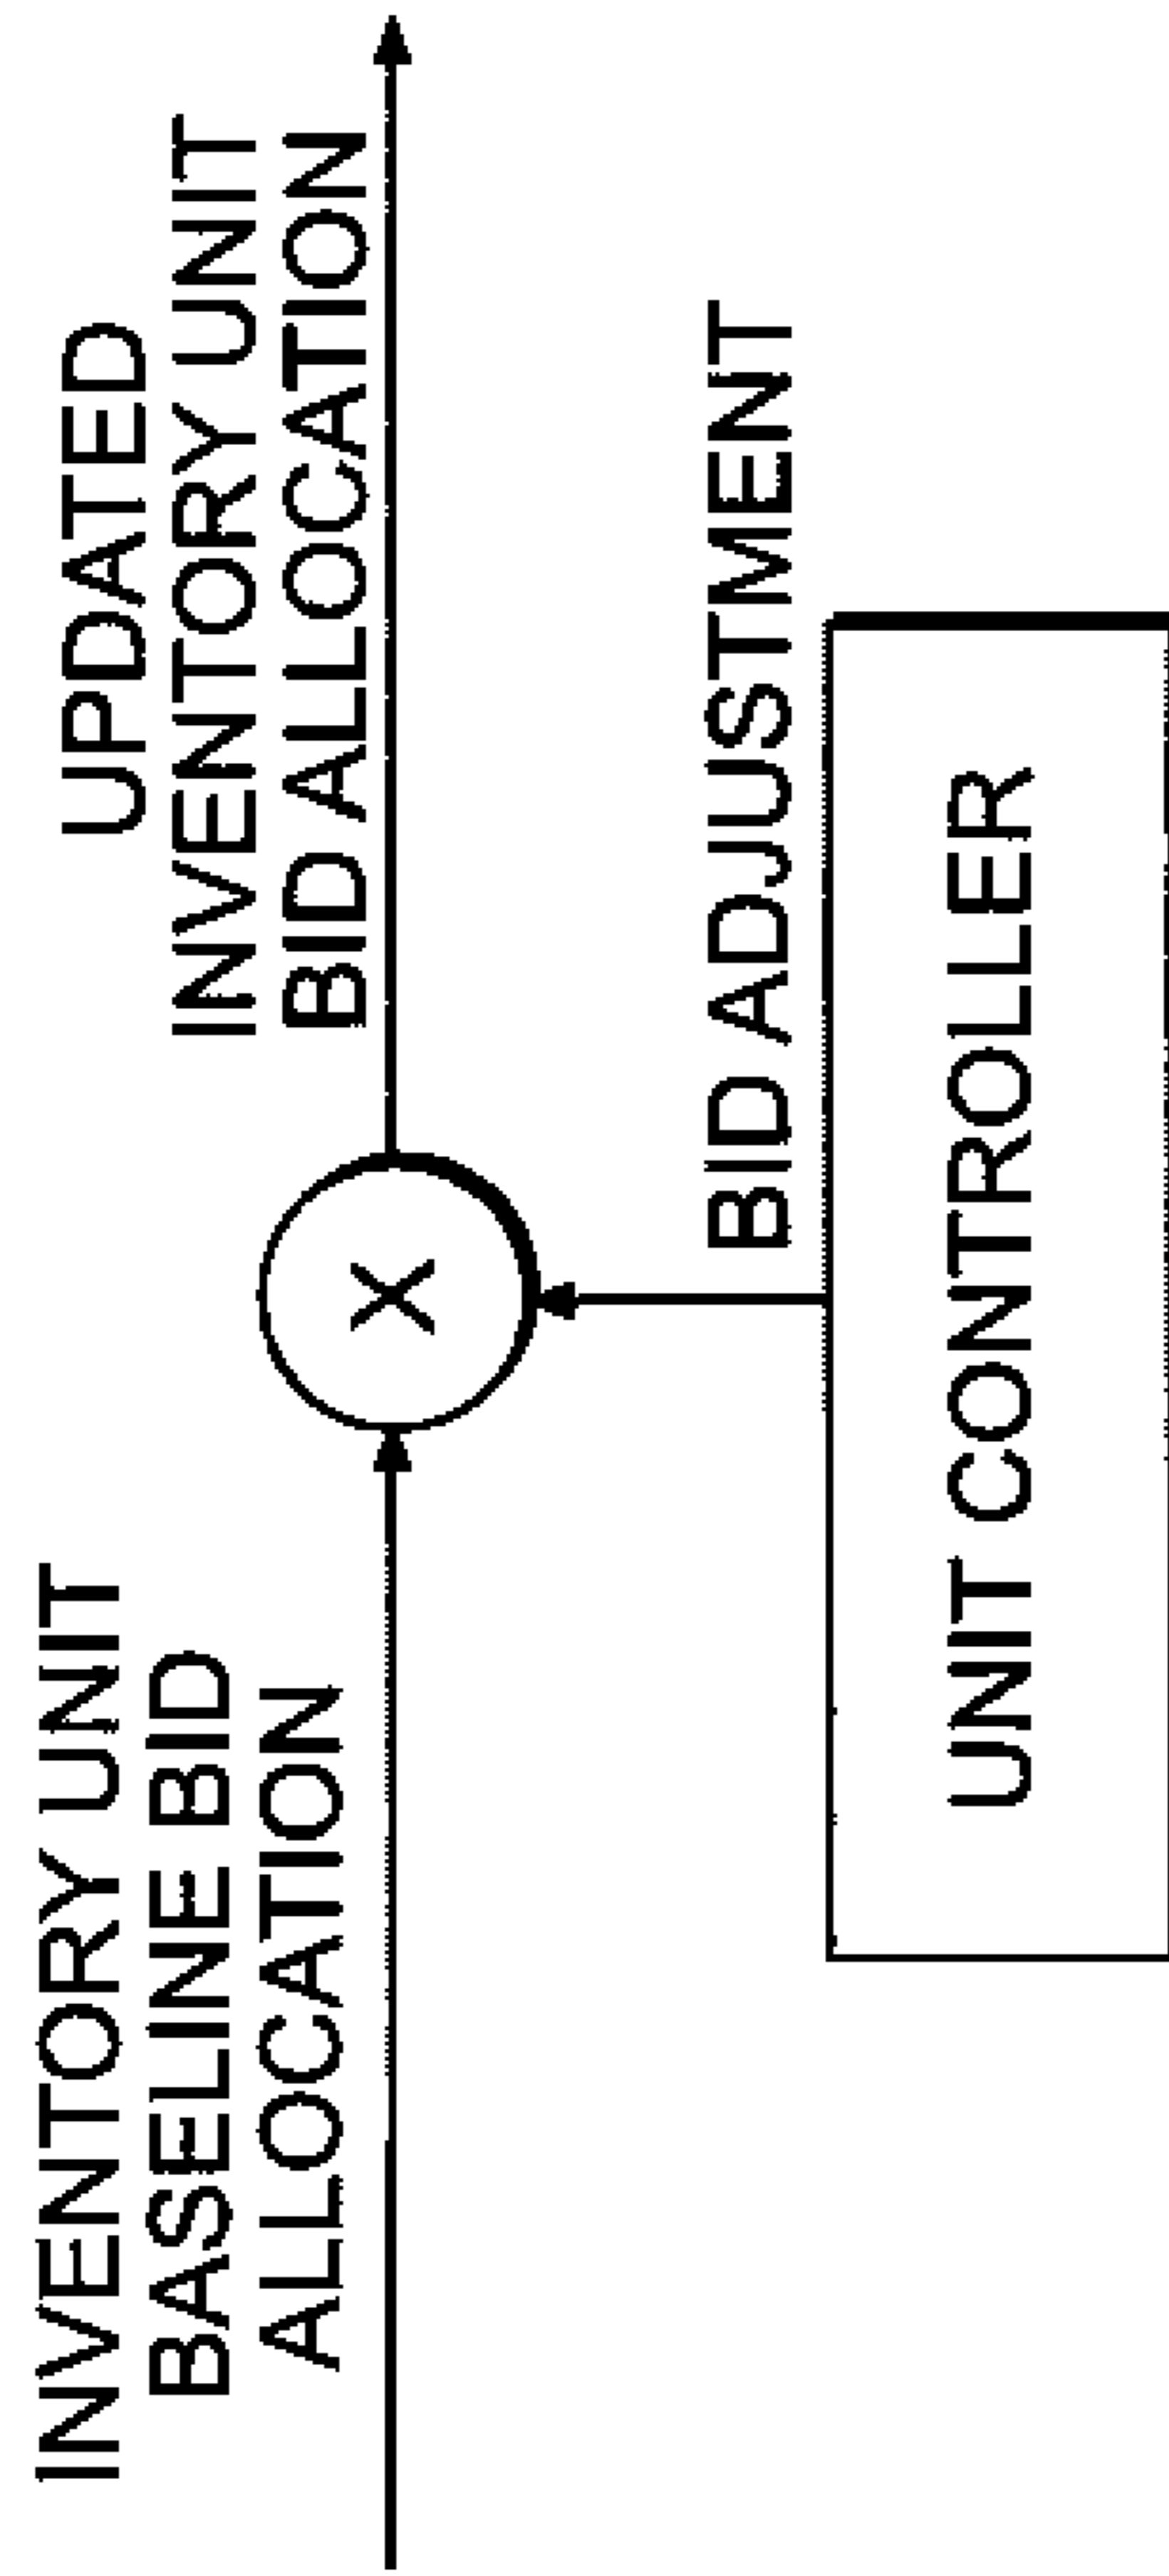 INVENTORY UNIT
BASELINE BID
ALLOCATION
X
UPDATED
INVENTORY UNIT
BID ALLOCATION
BID ADJUSTMENT
UNIT CONTROLLER